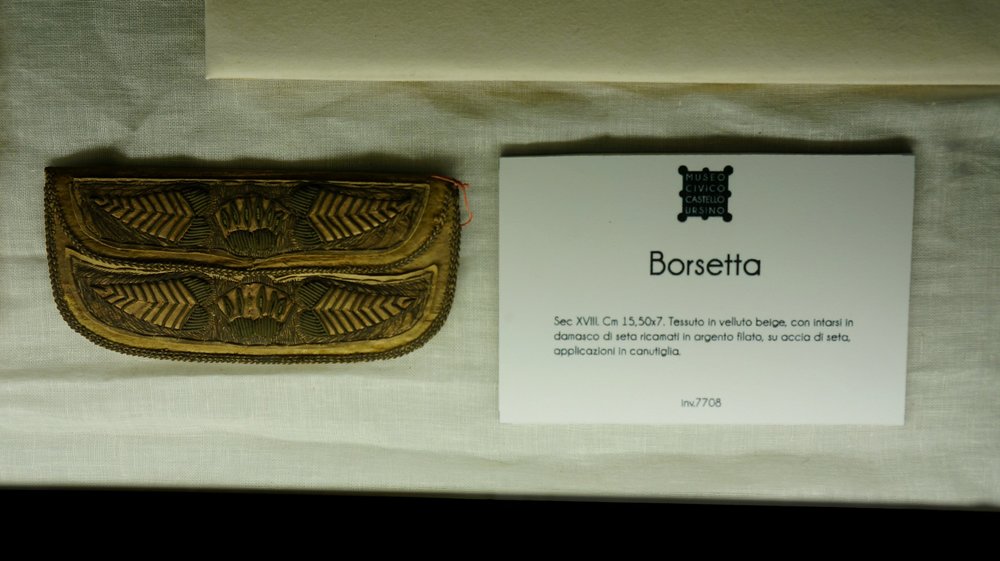 MUSEO
CIVICO
CASTELLO
URSINO
Borsetta
Sec XVIII. Cm 15,50x7. Tessuto in velluto beige, con intarsi in
damasco di seta ricamati in argento filato, su accia di seta,
applicazioni in canutiglia.
inv.7708